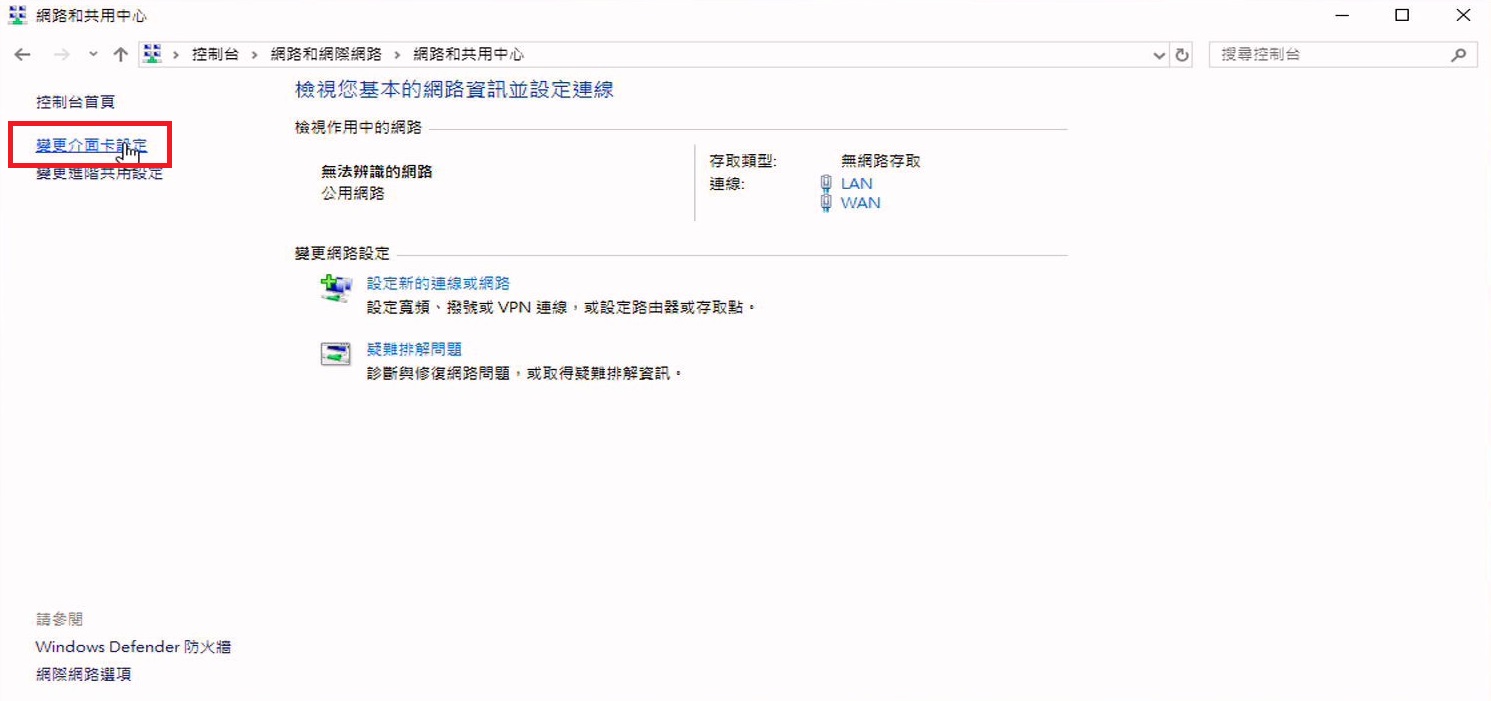 網路和共用中心
控制台 > 網路和網際網路 > 網路和共用中心
搜尋控制台
控制台首頁
變更介面卡設定
變更進階共用設定
檢視您基本的網路資訊並設定連線
檢視作用中的網路
無法辨識的網路
公用網路
存取類型: 無網路存取
連線: LAN
WAN
變更網路設定
設定新的連線或網路
設定寬頻、撥號或 VPN 連線，或設定路由器或存取點。
疑難排解問題
診斷與修復網路問題，或取得疑難排解資訊。
請參閱
Windows Defender 防火牆
網際網路選項